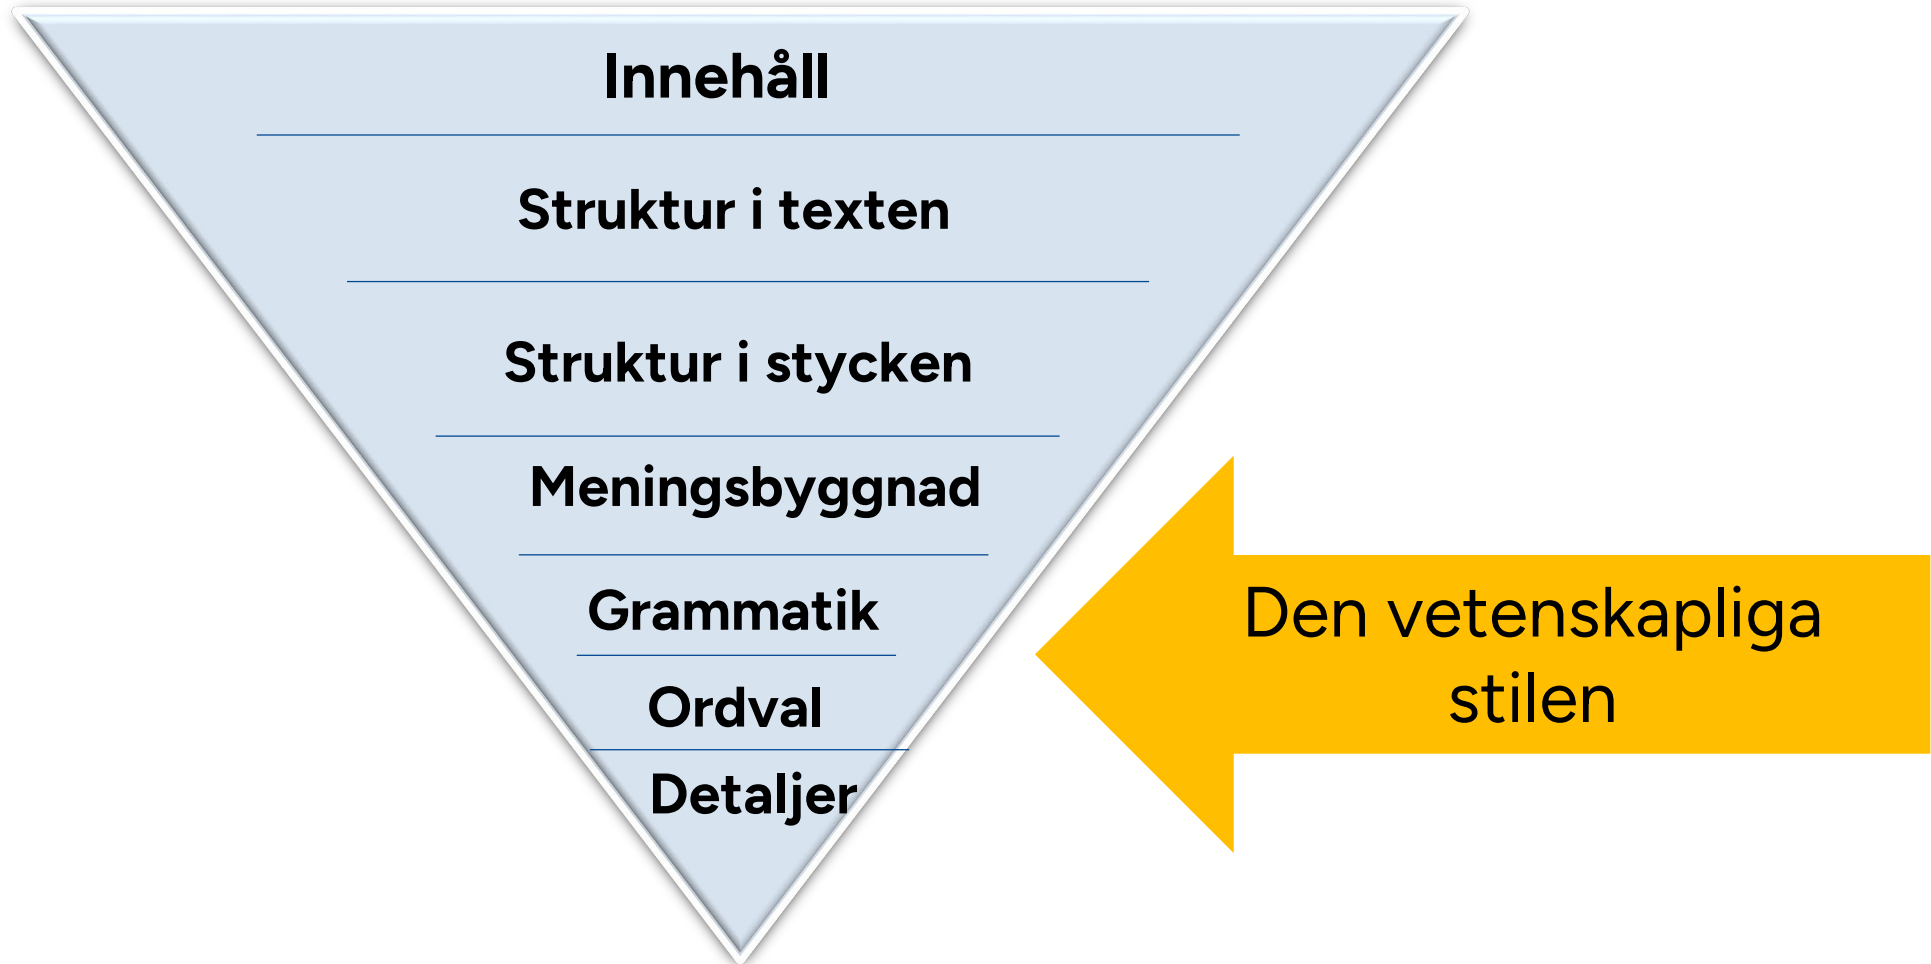 Innehåll
Struktur i texten
Struktur i stycken
Meningsbyggnad
Grammatik
Ordval
Detaljer
Den vetenskapliga
stilen